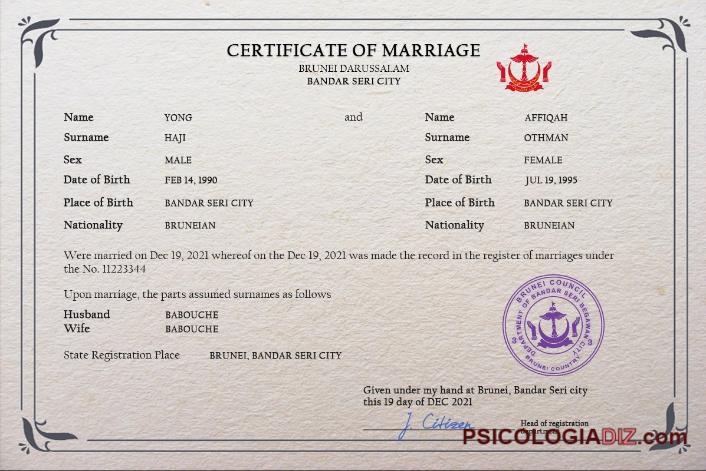 CERTIFICATE OF MARRIAGE
BRUNEI DARUSSALAM
BANDAR SERI CITY
Name YONG and Name AFFIQAH
Surname HAJI Surname OTHMAN
Sex MALE Sex FEMALE
Date of Birth FEB 14, 1990 Date of Birth JUL 19, 1995
Place of Birth BANDAR SERI CITY Place of Birth BANDAR SERI CITY
Nationality BRUNEIAN Nationality BRUNEIAN
Were married on Dec 19, 2021 whereof on the Dec 19, 2021 was made the record in the register of marriages under
the No. 11223344
Upon marriage, the parts assumed surnames as follows
Husband BABOUCHE
Wife BABOUCHE
State Registration Place BRUNEI, BANDAR SERI CITY
BRUNEI COUNCIL
DEPARTMENT OF BANDAR SERI BEGAWAN CITY
BRUNEI COUNTRY
Given under my hand at Brunei, Bandar Seri city
this 19 day of DEC 2021
J. Citizen
Head of registration
PSICOLOGIADIZ.com